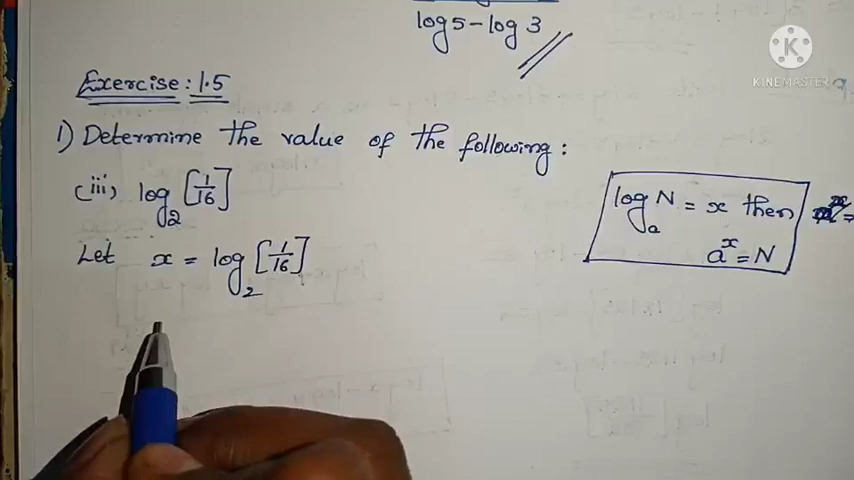 log 5 - log 3
Exercise: 1.5
KINEMASTER
1) Determine the value of the following:
(iii) log₂ [1/16]
logₐ N = x then
aˣ = N
Let x = log₂ [1/16]